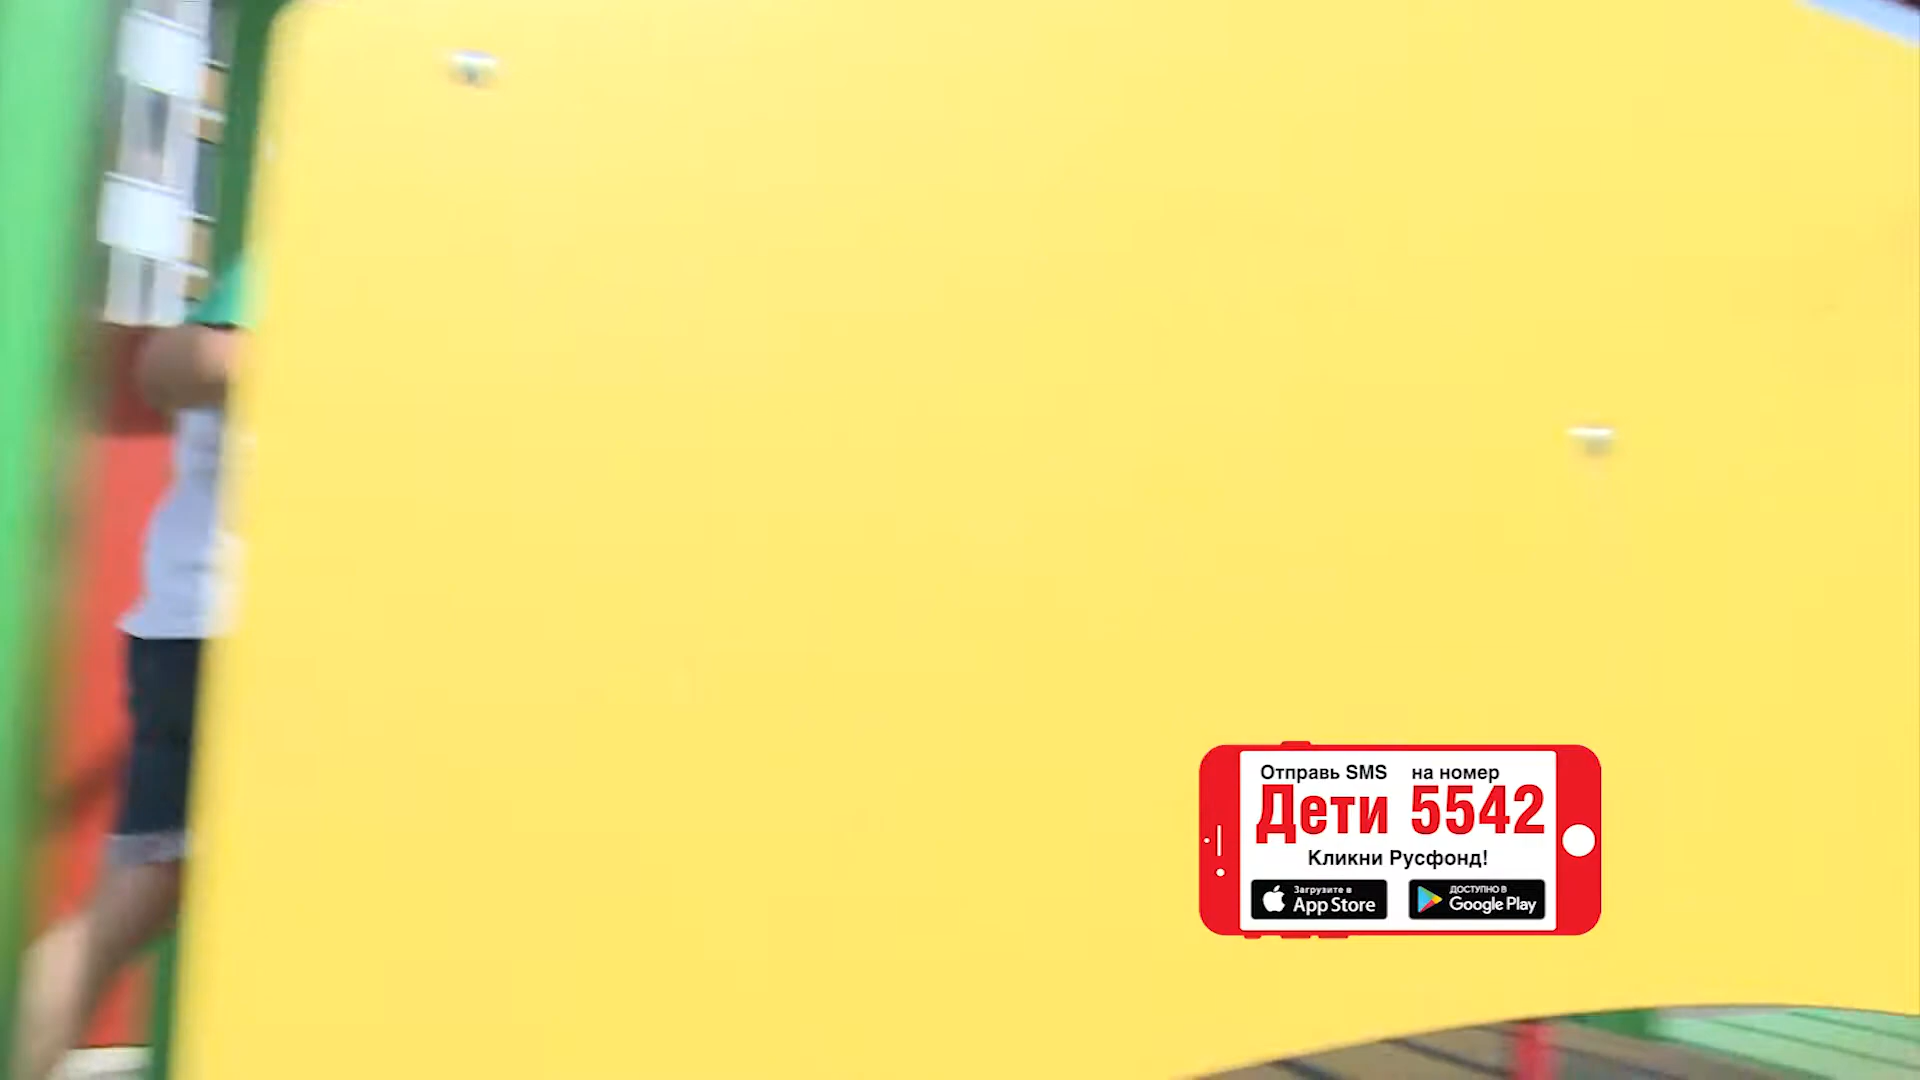 Отправь SMS на номер
Дети 5542
Кликни Русфонд!
Загрузите в ДОСТУПНО В
App Store Google Play